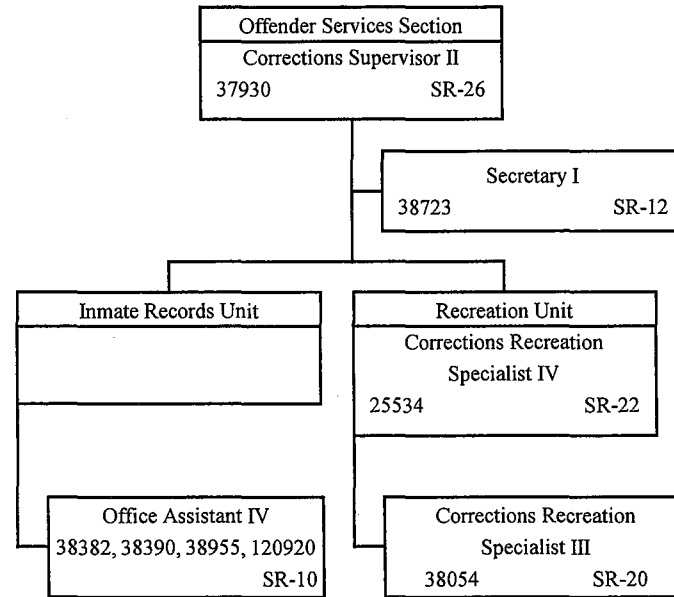 Offender Services Section
Corrections Supervisor II
37930 SR-26
Secretary I
38723 SR-12
Inmate Records Unit
Office Assistant IV
38382, 38390, 38955, 120920
SR-10
Recreation Unit
Corrections Recreation
Specialist IV
25534 SR-22
Corrections Recreation
Specialist III
38054 SR-20